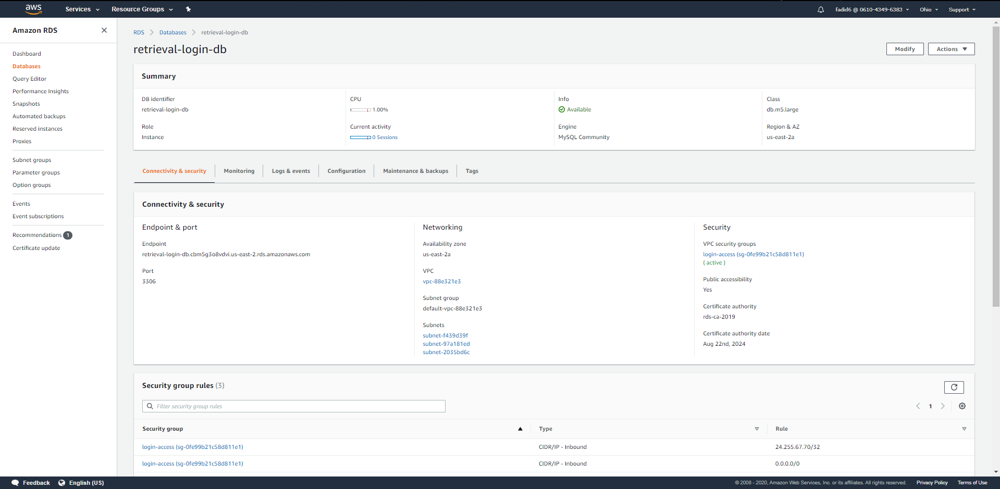 aws
Services
Resource Groups
fadid6 @ 0610-4349-6383
Ohio
Support
Amazon RDS
Dashboard
Databases
Query Editor
Performance Insights
Snapshots
Automated backups
Reserved instances
Proxies
Subnet groups
Parameter groups
Option groups
Events
Event subscriptions
Recommendations 1
Certificate update
RDS > Databases > retrieval-login-db
retrieval-login-db
Modify
Actions
Summary
DB identifier
retrieval-login-db
Role
Instance
CPU
1.00%
Current activity
0 Sessions
Info
Available
Engine
MySQL Community
Class
db.m5.large
Region & AZ
us-east-2a
Connectivity & security
Monitoring
Logs & events
Configuration
Maintenance & backups
Tags
Connectivity & security
Endpoint & port
Endpoint
retrieval-login-db.cbm5g3o8vdvi.us-east-2.rds.amazonaws.com
Port
3306
Networking
Availability zone
us-east-2a
VPC
vpc-88e321e3
Subnet group
default-vpc-88e321e3
Subnets
subnet-f439d39f
subnet-97a181ed
subnet-2035bd6c
Security
VPC security groups
login-access (sg-0fe99b21c58d811e1)
( active )
Public accessibility
Yes
Certificate authority
rds-ca-2019
Certificate authority date
Aug 22nd, 2024
Security group rules (3)
Filter security group rules
1
Security group
Type
Rule
login-access (sg-0fe99b21c58d811e1)
CIDR/IP - Inbound
24.255.67.70/32
login-access (sg-0fe99b21c58d811e1)
CIDR/IP - Inbound
0.0.0.0/0
Feedback
English (US)
© 2008 - 2020, Amazon Web Services, Inc. or its affiliates. All rights reserved.
Privacy Policy
Terms of Use